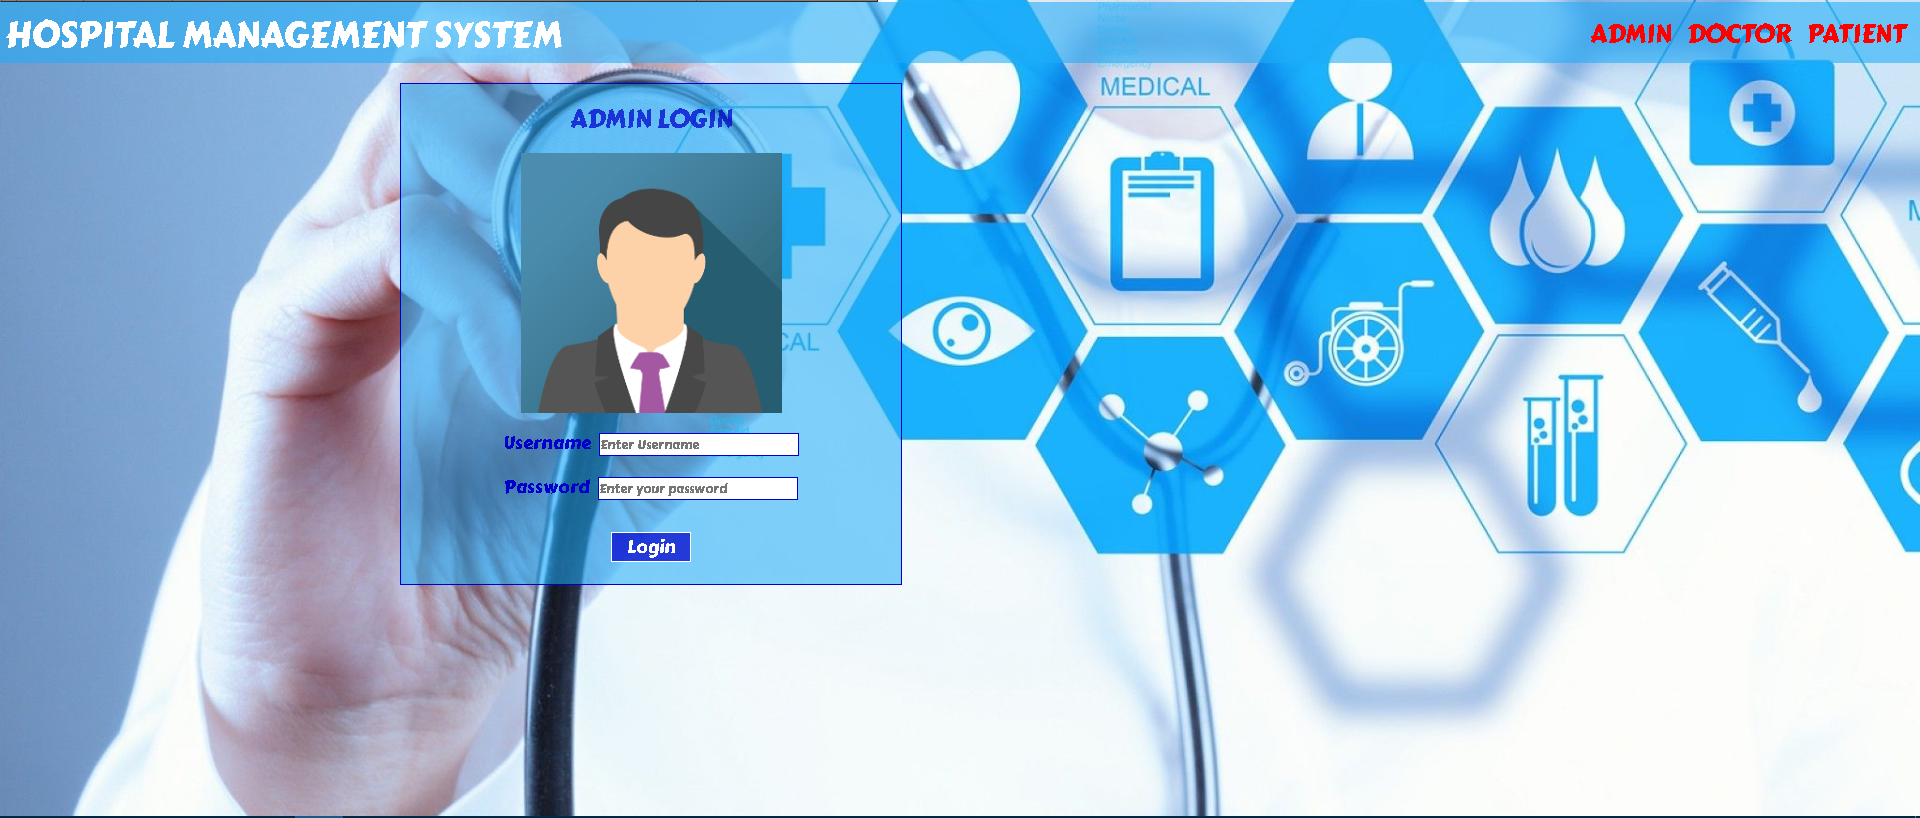 HOSPITAL MANAGEMENT SYSTEM
ADMIN DOCTOR PATIENT
MEDICAL
ADMIN LOGIN
CAL
Username Enter Username
Password Enter your password
Login